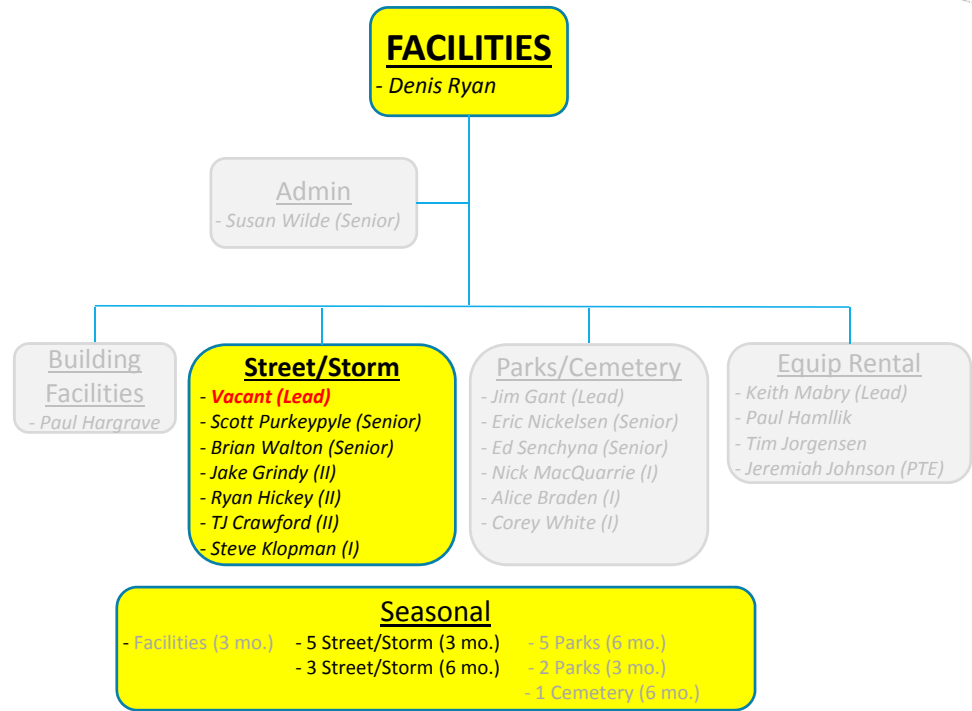 FACILITIES
- Denis Ryan
Admin
- Susan Wilde (Senior)
Building
Facilities
- Paul Hargrave
Street/Storm
- Vacant (Lead)
- Scott Purkeypyle (Senior)
- Brian Walton (Senior)
- Jake Grindy (II)
- Ryan Hickey (II)
- TJ Crawford (II)
- Steve Klopman (I)
Parks/Cemetery
- Jim Gant (Lead)
- Eric Nickelsen (Senior)
- Ed Senchyna (Senior)
- Nick MacQuarrie (I)
- Alice Braden (I)
- Corey White (I)
Equip Rental
- Keith Mabry (Lead)
- Paul Hamllik
- Tim Jorgensen
- Jeremiah Johnson (PTE)
Seasonal
- Facilities (3 mo.)
- 5 Street/Storm (3 mo.)
- 3 Street/Storm (6 mo.)
- 5 Parks (6 mo.)
- 2 Parks (3 mo.)
- 1 Cemetery (6 mo.)